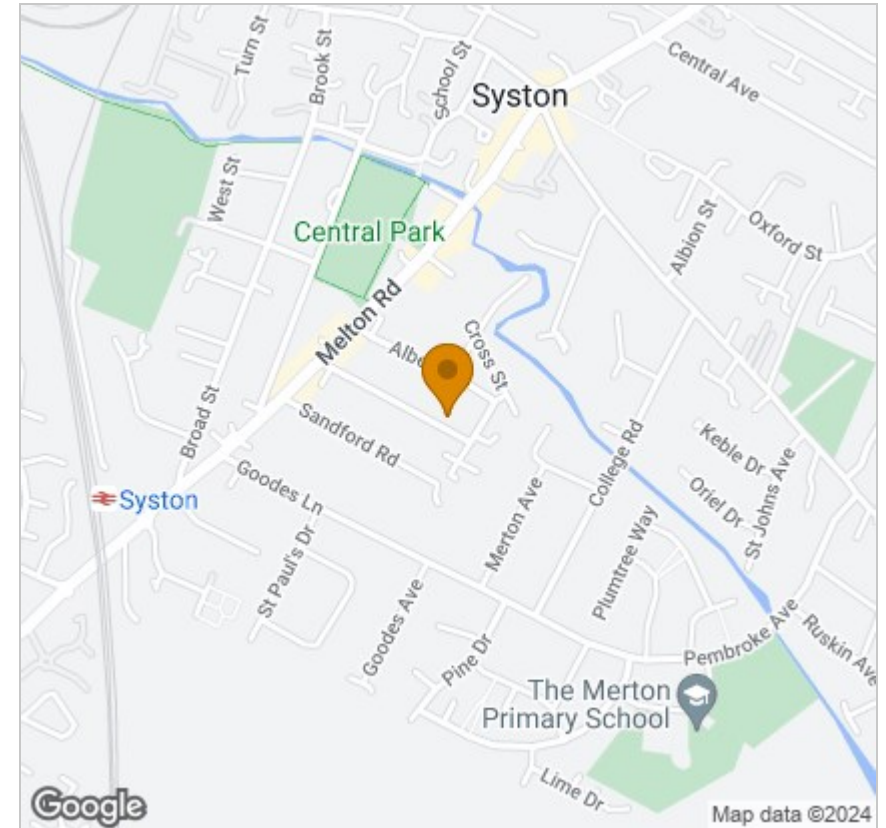 Turn St
Brook St
School St
Syston
Central Ave
West St
Central Park
Albion St
Oxford St
Melton Rd
Cross St
Broad St
Sandford Rd
Syston
Goodes Ln
St Paul's Dr
Merton Ave
College Rd
Keble Dr
Oriel Dr
St Johns Ave
Plumtree Way
Goodes Ave
Pine Dr
Pembroke Ave
Ruskin Ave
The Merton
Primary School
Lime Dr
Google
Map data ©2024